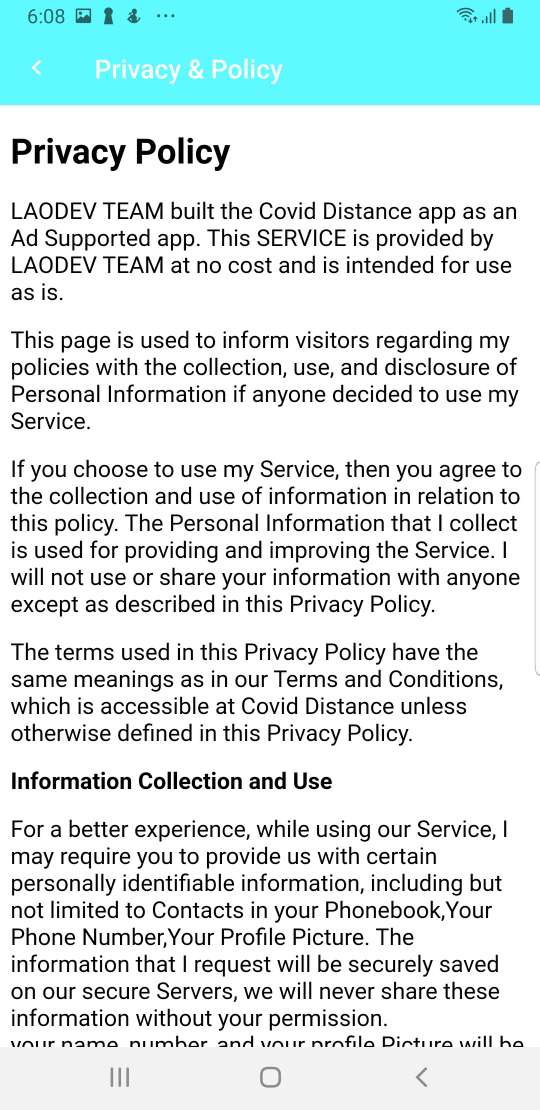 6:08
Privacy & Policy
Privacy Policy
LAODEV TEAM built the Covid Distance app as an
Ad Supported app. This SERVICE is provided by
LAODEV TEAM at no cost and is intended for use
as is.
This page is used to inform visitors regarding my
policies with the collection, use, and disclosure of
Personal Information if anyone decided to use my
Service.
If you choose to use my Service, then you agree to
the collection and use of information in relation to
this policy. The Personal Information that I collect
is used for providing and improving the Service. I
will not use or share your information with anyone
except as described in this Privacy Policy.
The terms used in this Privacy Policy have the
same meanings as in our Terms and Conditions,
which is accessible at Covid Distance unless
otherwise defined in this Privacy Policy.
Information Collection and Use
For a better experience, while using our Service, I
may require you to provide us with certain
personally identifiable information, including but
not limited to Contacts in your Phonebook,Your
Phone Number,Your Profile Picture. The
information that I request will be securely saved
on our secure Servers, we will never share these
information without your permission.
your name, number, and your profile Picture will be